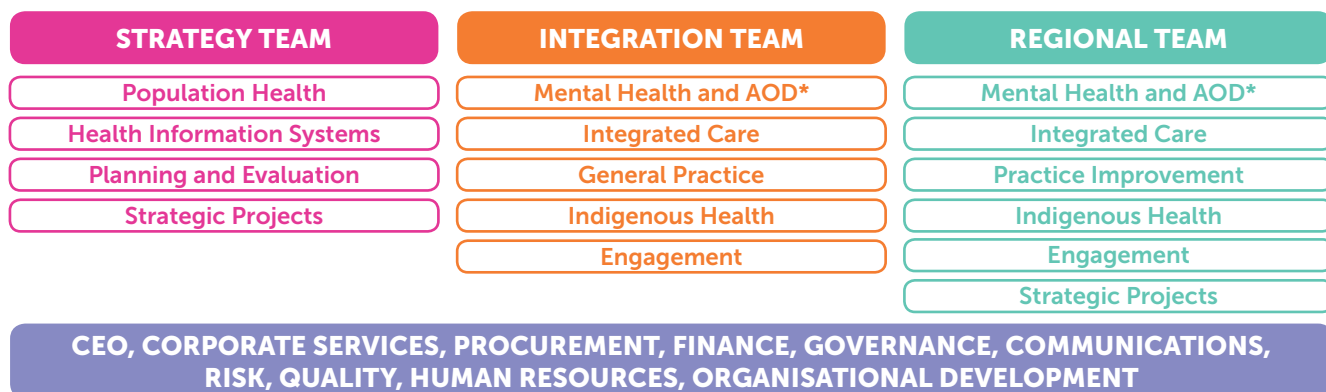 STRATEGY TEAM
Population Health
Health Information Systems
Planning and Evaluation
Strategic Projects
INTEGRATION TEAM
Mental Health and AOD*
Integrated Care
General Practice
Indigenous Health
Engagement
REGIONAL TEAM
Mental Health and AOD*
Integrated Care
Practice Improvement
Indigenous Health
Engagement
Strategic Projects
CEO, CORPORATE SERVICES, PROCUREMENT, FINANCE, GOVERNANCE, COMMUNICATIONS,
RISK, QUALITY, HUMAN RESOURCES, ORGANISATIONAL DEVELOPMENT